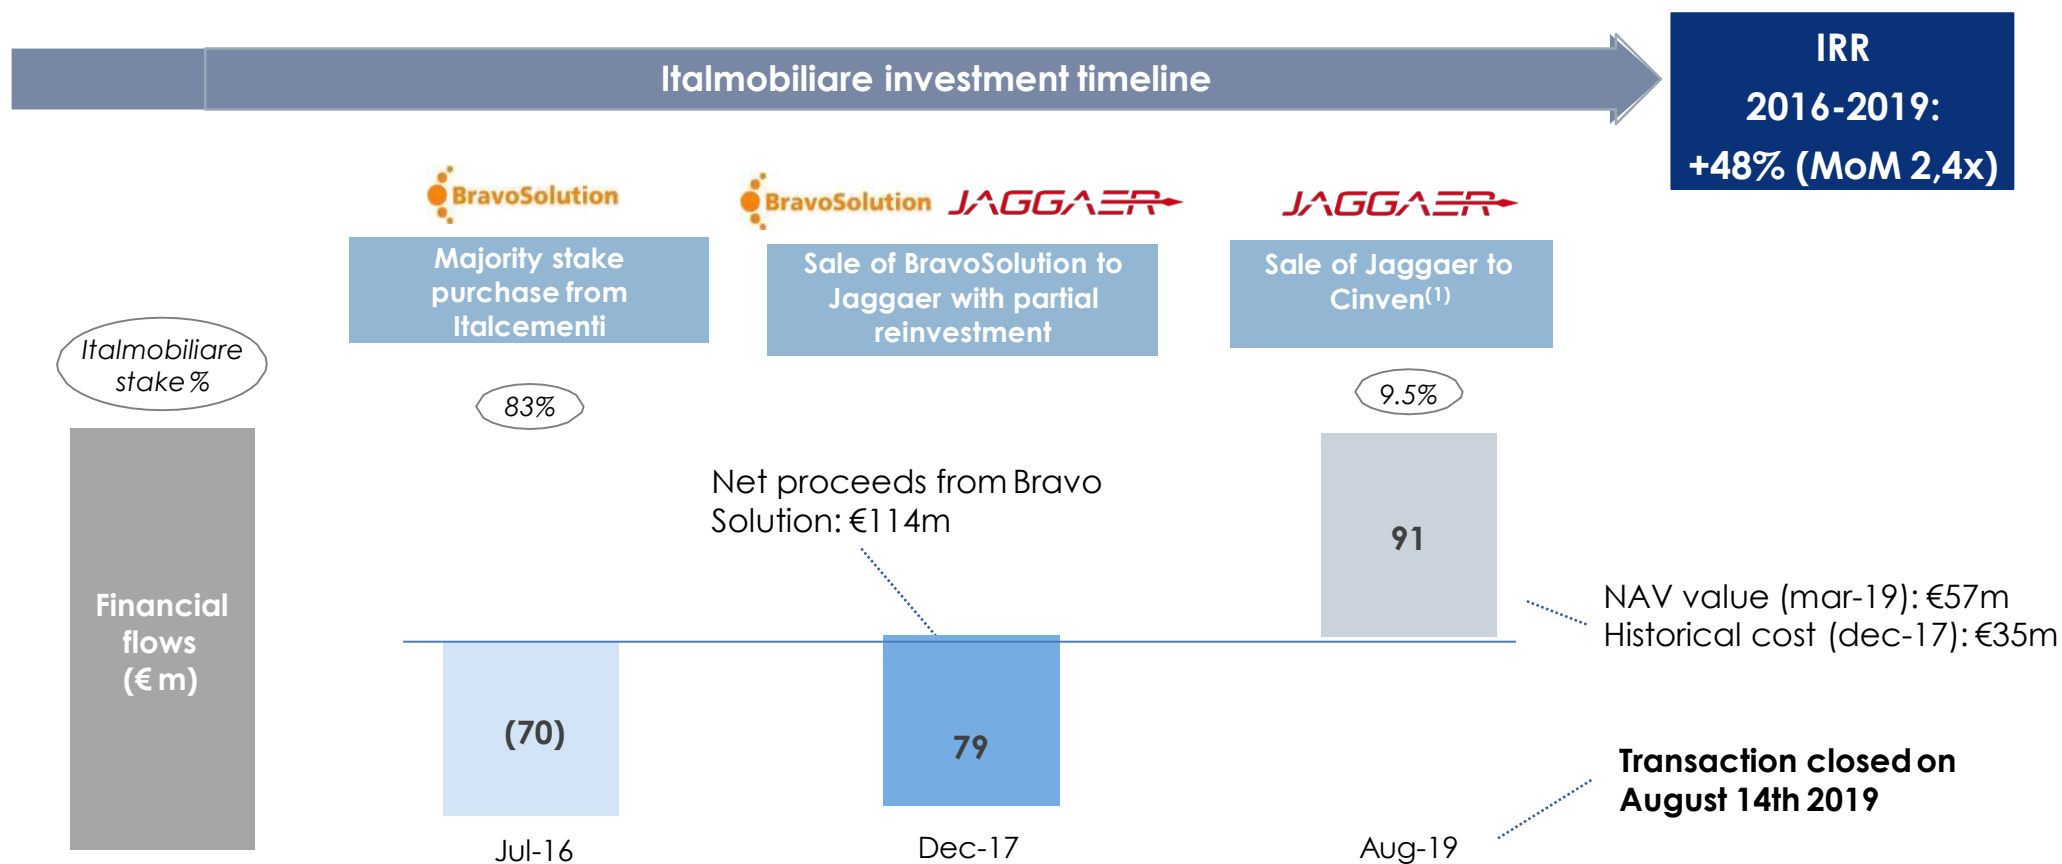 Italmobiliare investment timeline
IRR
2016-2019:
+48% (MoM 2,4x)
BravoSolution
BravoSolution
JAGGAER
JAGGAER
Majority stake
purchase from
Italcementi
Sale of BravoSolution to
Jaggaer with partial
reinvestment
Sale of Jaggaer to
Cinven(1)
Italmobiliare
stake %
83%
9.5%
Net proceeds from Bravo
Solution: €114m
91
Financial
flows
(€ m)
NAV value (mar-19): €57m
Historical cost (dec-17): €35m
(70)
79
Transaction closed on
August 14th 2019
Jul-16
Dec-17
Aug-19